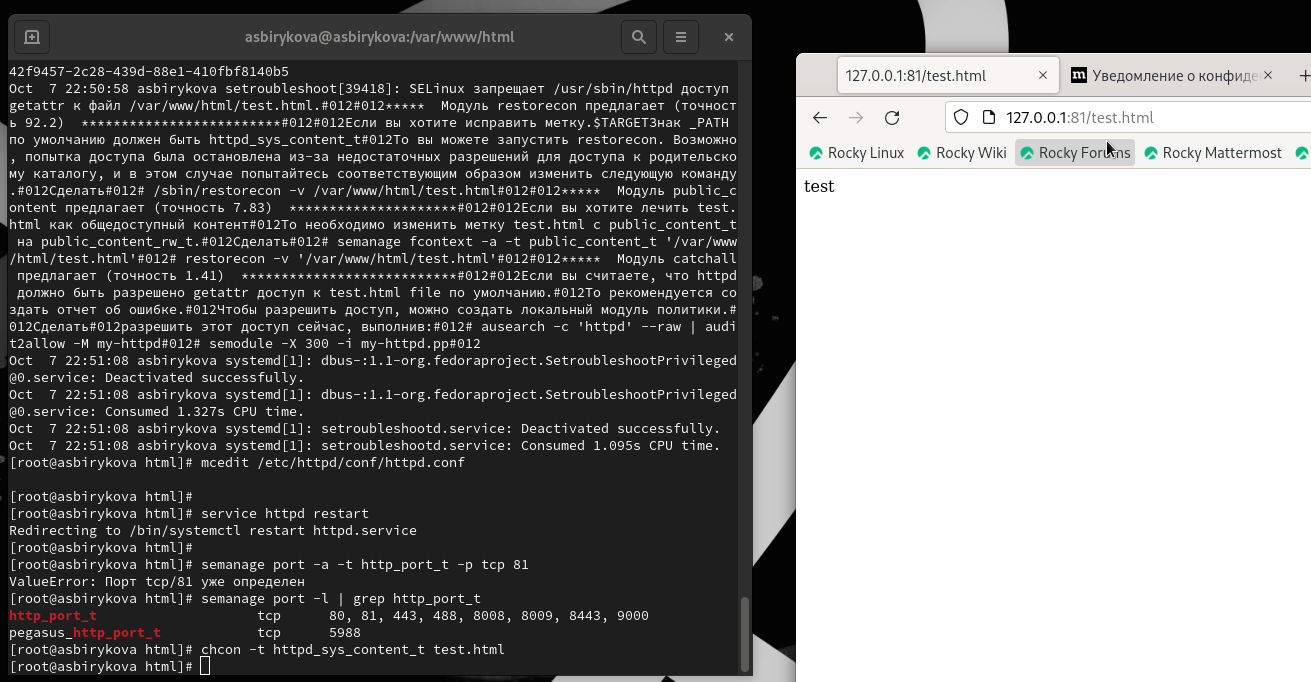 asbirykova@asbirykova:/var/www/html
42f9457-2c28-439d-88e1-410fbf8140b5
Oct  7 22:50:58 asbirykova setroubleshoot[39418]: SELinux запрещает /usr/sbin/httpd доступ
getattr к файл /var/www/html/test.html.#012#012*****  Модуль restorecon предлагает (точност
ь 92.2)  *************************#012#012Если вы хотите исправить метку.$TARGETЗнак _PATH
по умолчанию должен быть httpd_sys_content_t#012То вы можете запустить restorecon. Возможно
, попытка доступа была остановлена из-за недостаточных разрешений для доступа к родительско
му каталогу, и в этом случае попытайтесь соответствующим образом изменить следующую команду
.#012Сделать#012# /sbin/restorecon -v /var/www/html/test.html#012#012*****  Модуль public_c
ontent предлагает (точность 7.83)  *********************#012#012Если вы хотите лечить test.
html как общедоступный контент#012То необходимо изменить метку test.html с public_content_t
 на public_content_rw_t.#012Сделать#012# semanage fcontext -a -t public_content_t '/var/www
/html/test.html'#012# restorecon -v '/var/www/html/test.html'#012#012*****  Модуль catchall
 предлагает (точность 1.41)  ***************************#012#012Если вы считаете, что httpd
 должно быть разрешено getattr доступ к test.html file по умолчанию.#012То рекомендуется со
здать отчет об ошибке.#012Чтобы разрешить доступ, можно создать локальный модуль политики.#
012Сделать#012разрешить этот доступ сейчас, выполнив:#012# ausearch -c 'httpd' --raw | audi
t2allow -M my-httpd#012# semodule -X 300 -i my-httpd.pp#012
Oct  7 22:51:08 asbirykova systemd[1]: dbus-:1.1-org.fedoraproject.SetroubleshootPrivileged
@0.service: Deactivated successfully.
Oct  7 22:51:08 asbirykova systemd[1]: dbus-:1.1-org.fedoraproject.SetroubleshootPrivileged
@0.service: Consumed 1.327s CPU time.
Oct  7 22:51:08 asbirykova systemd[1]: setroubleshootd.service: Deactivated successfully.
Oct  7 22:51:08 asbirykova systemd[1]: setroubleshootd.service: Consumed 1.095s CPU time.
[root@asbirykova html]# mcedit /etc/httpd/conf/httpd.conf
[root@asbirykova html]#
[root@asbirykova html]# service httpd restart
Redirecting to /bin/systemctl restart httpd.service
[root@asbirykova html]#
[root@asbirykova html]# semanage port -a -t http_port_t -p tcp 81
ValueError: Порт tcp/81 уже определен
[root@asbirykova html]# semanage port -l | grep http_port_t
http_port_t                    tcp      80, 81, 443, 488, 8008, 8009, 8443, 9000
pegasus_http_port_t            tcp      5988
[root@asbirykova html]# chcon -t httpd_sys_content_t test.html
[root@asbirykova html]#
127.0.0.1:81/test.html
m Уведомление о конфиде
127.0.0.1:81/test.html
Rocky Linux Rocky Wiki Rocky Forums Rocky Mattermost
test